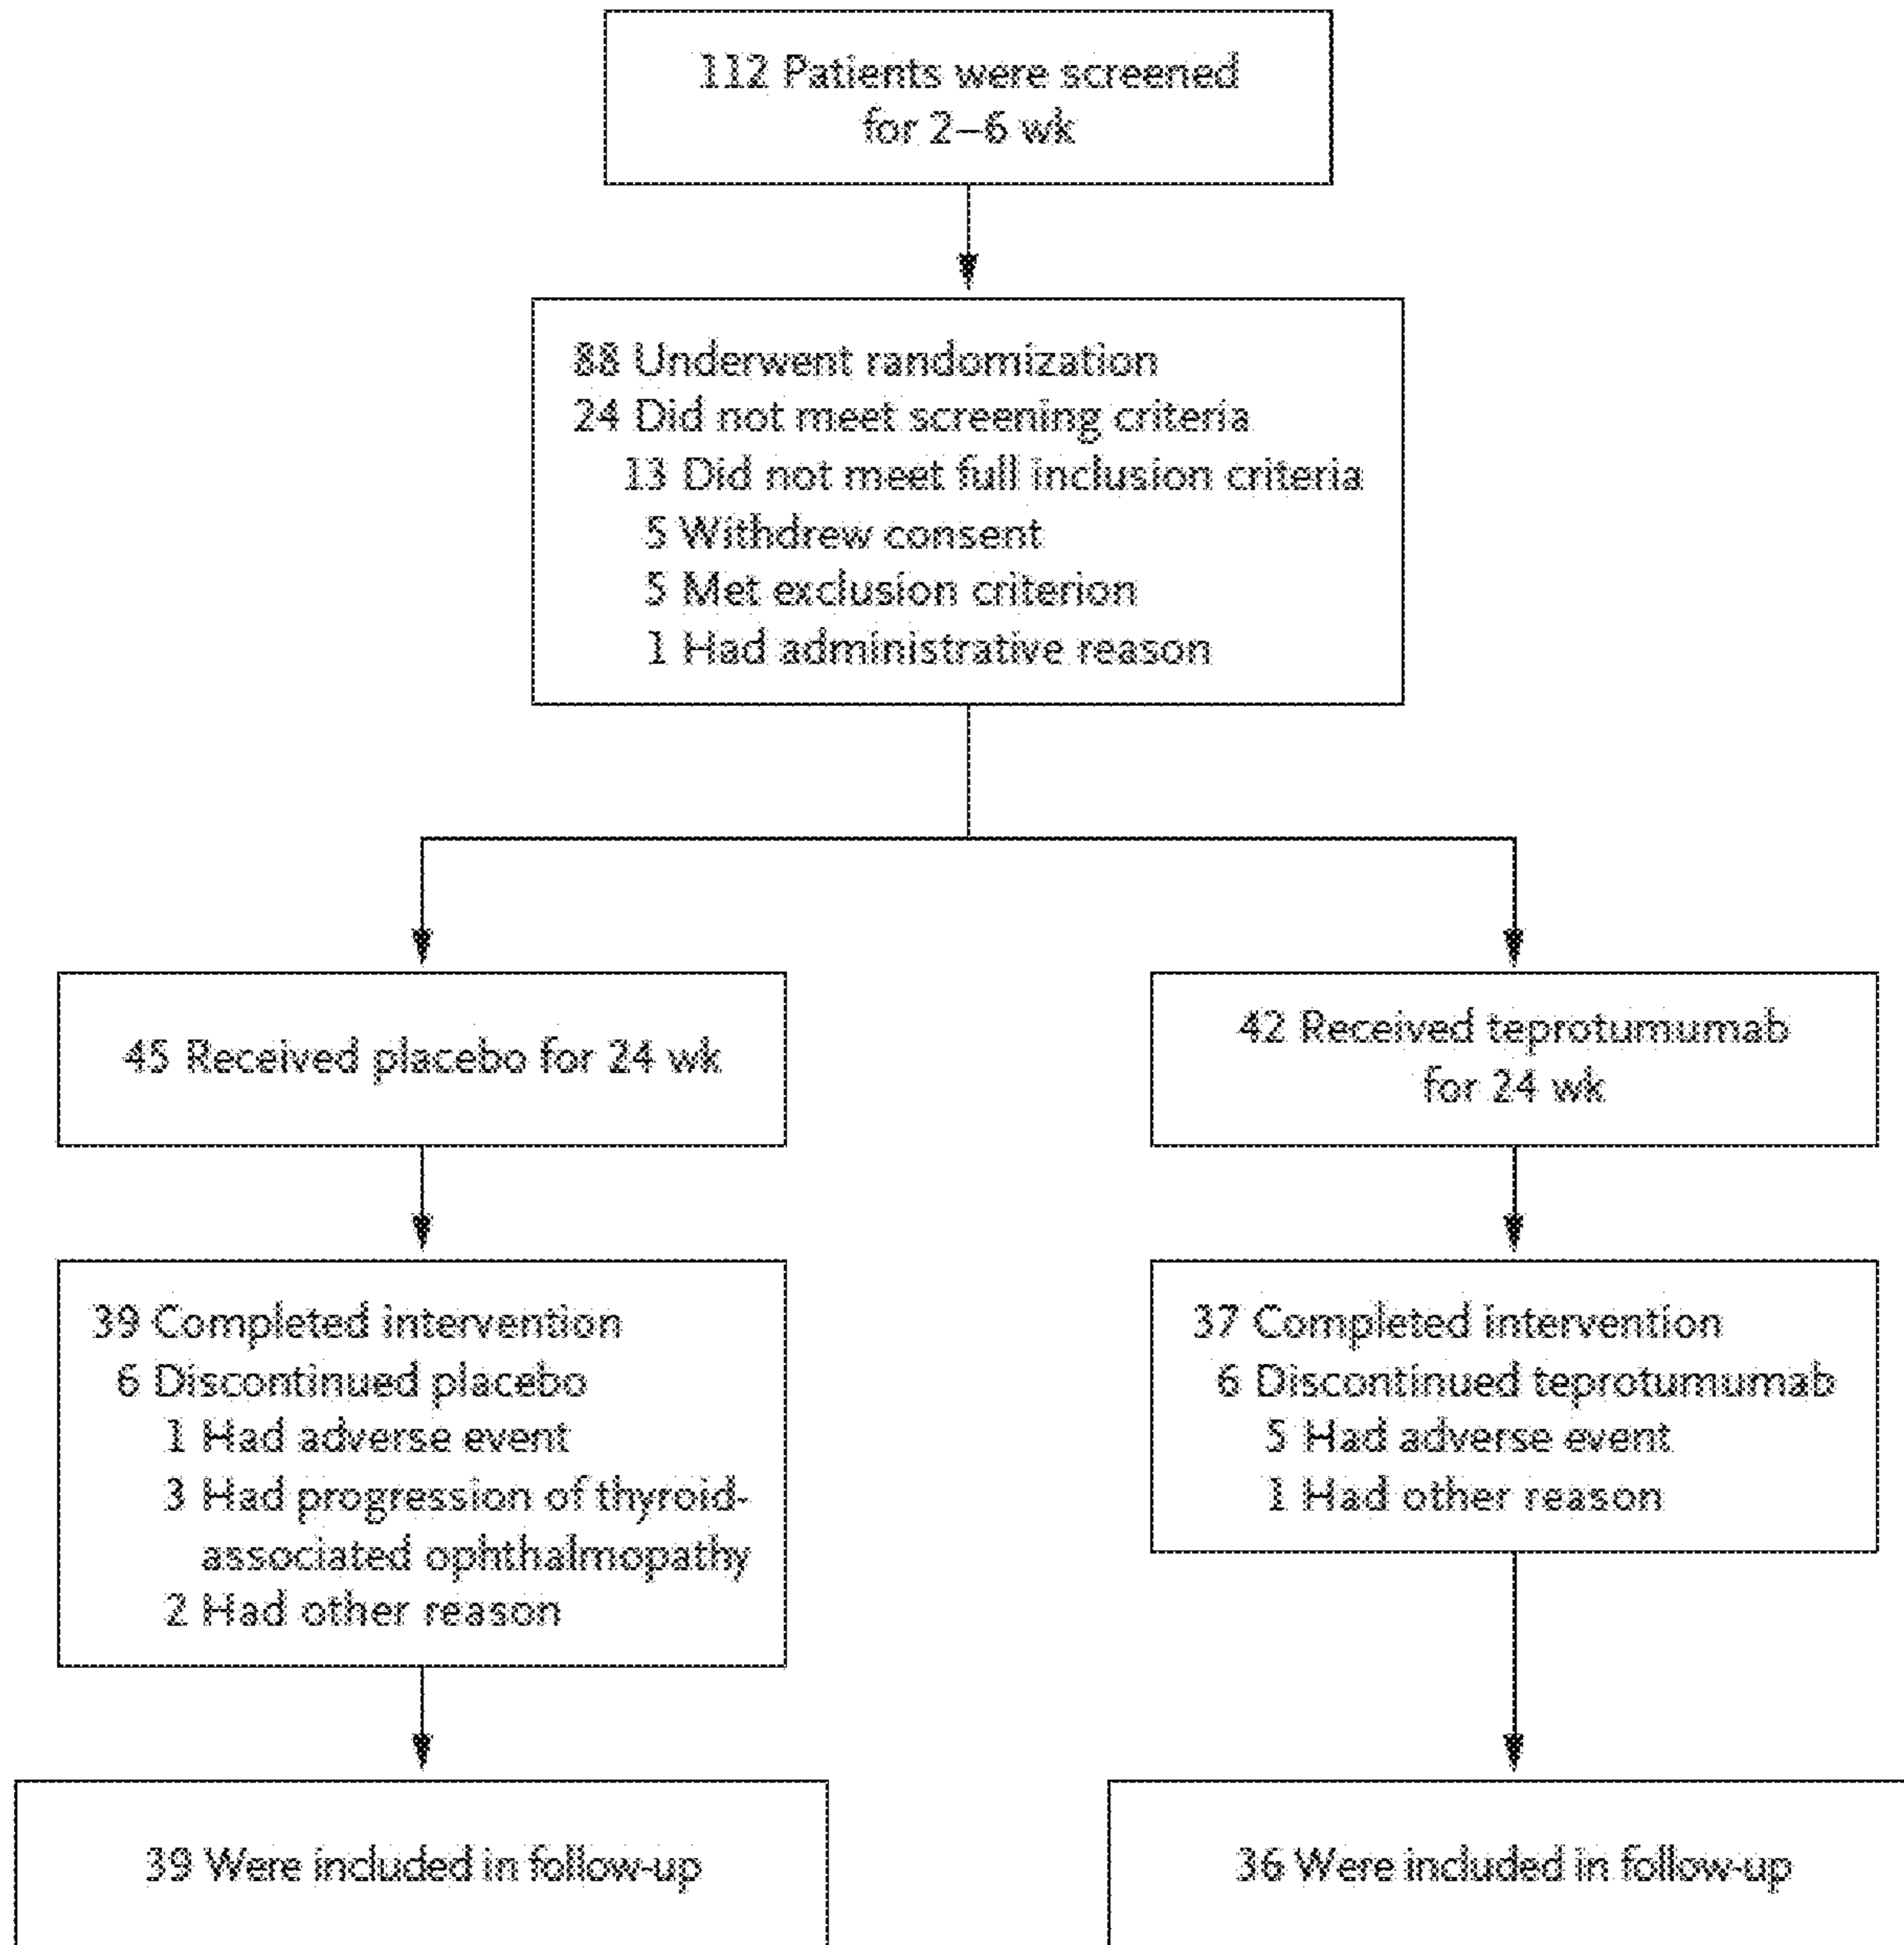 112 Patients were screened
for 2–6 wk
88 Underwent randomization
24 Did not meet screening criteria
13 Did not meet full inclusion criteria
5 Withdrew consent
5 Met exclusion criterion
1 Had administrative reason
45 Received placebo for 24 wk
42 Received teprotumumab
for 24 wk
39 Completed intervention
6 Discontinued placebo
1 Had adverse event
3 Had progression of thyroid-
associated ophthalmopathy
2 Had other reason
37 Completed intervention
6 Discontinued teprotumumab
5 Had adverse event
1 Had other reason
39 Were included in follow-up
36 Were included in follow-up